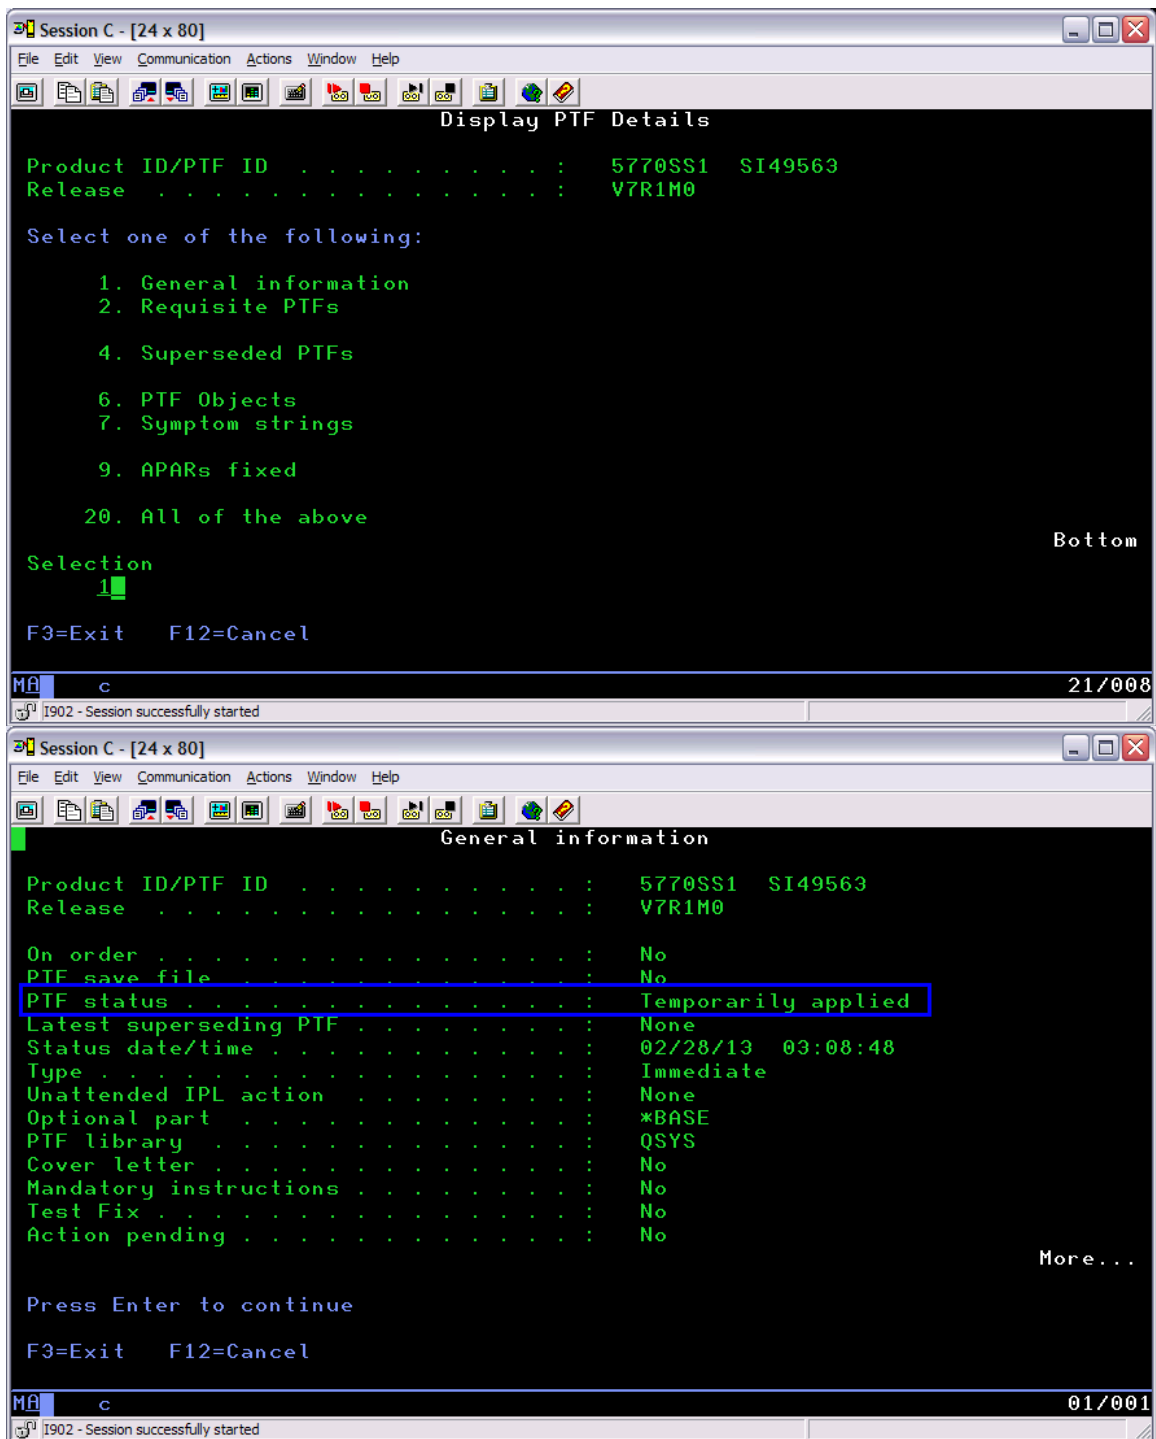 Session C - [24 x 80]
File Edit View Communication Actions Window Help
Display PTF Details
Product ID/PTF ID . . . . . . . . . . : 5770SS1 SI49563
Release . . . . . . . . . . . . . . . : V7R1M0
Select one of the following:
1. General information
2. Requisite PTFs
4. Superseded PTFs
6. PTF Objects
7. Symptom strings
9. APARs fixed
20. All of the above
Bottom
Selection
1
F3=Exit F12=Cancel
MA c 21/008
I902 - Session successfully started
Session C - [24 x 80]
File Edit View Communication Actions Window Help
General information
Product ID/PTF ID . . . . . . . . . . . : 5770SS1 SI49563
Release . . . . . . . . . . . . . . . . : V7R1M0
On order . . . . . . . . . . . . . . . . : No
PTF save file . . . . . . . . . . . . . : No
PTF status . . . . . . . . . . . . . . . : Temporarily applied
Latest superseding PTF . . . . . . . . . : None
Status date/time . . . . . . . . . . . . : 02/28/13 03:08:48
Type . . . . . . . . . . . . . . . . . . : Immediate
Unattended IPL action . . . . . . . . . : None
Optional part . . . . . . . . . . . . . : *BASE
PTF library . . . . . . . . . . . . . . : QSYS
Cover letter . . . . . . . . . . . . . . : No
Mandatory instructions . . . . . . . . . : No
Test Fix . . . . . . . . . . . . . . . . : No
Action pending . . . . . . . . . . . . . : No
More...
Press Enter to continue
F3=Exit F12=Cancel
MA c 01/001
I902 - Session successfully started